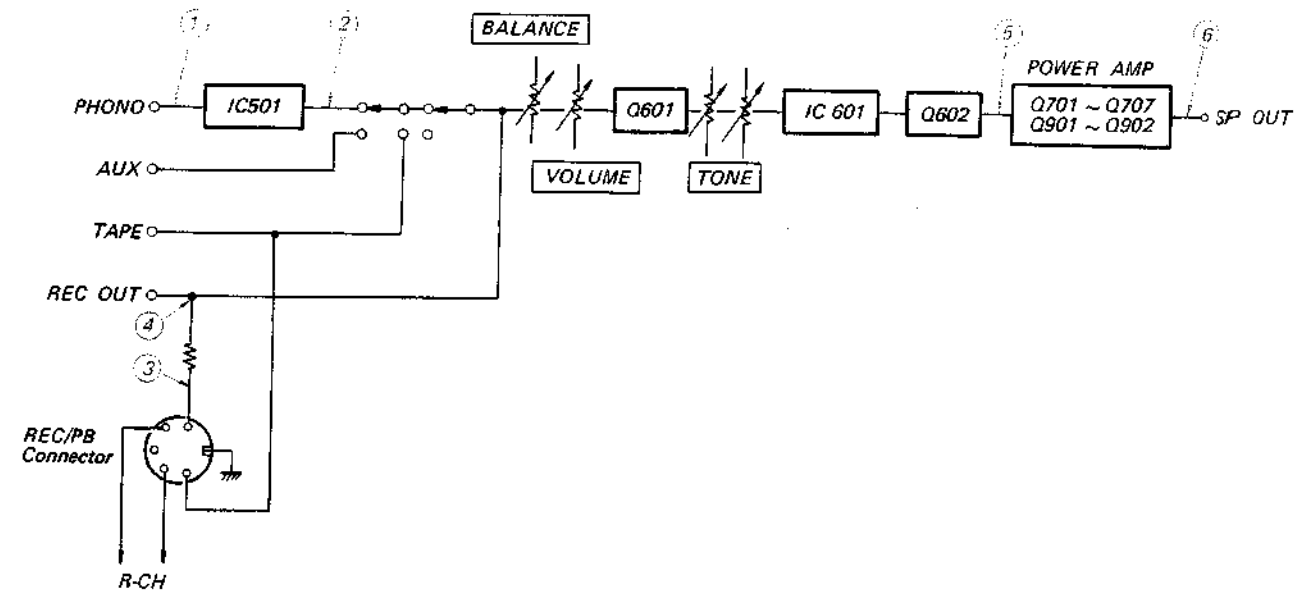 1
2
BALANCE
5
6
POWER AMP
PHONO
IC501
Q601
IC 601
Q602
Q701 ~ Q707
Q901 ~ Q902
SP OUT
AUX
VOLUME
TONE
TAPE
REC OUT
4
3
REC/PB
Connector
R-CH